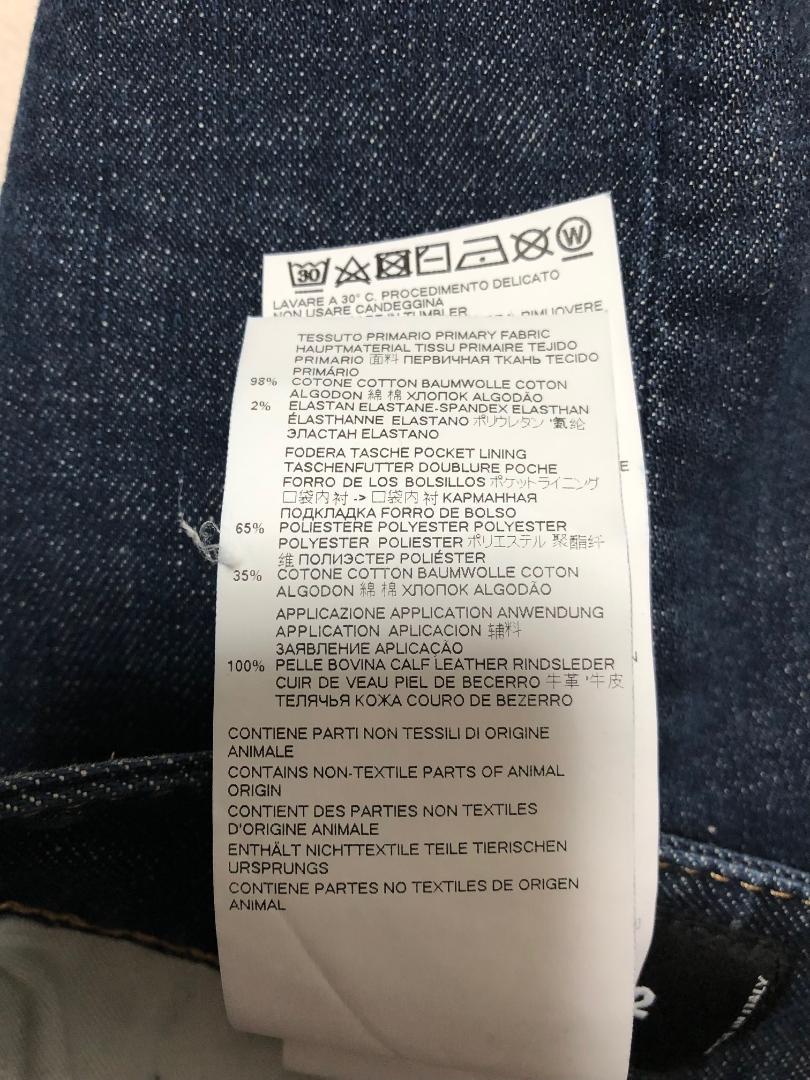 30
W
LAVARE A 30° C. PROCEDIMENTO DELICATO
NON USARE CANDEGGINA
TUMBLER RIMUOVERE
TESSUTO PRIMARIO PRIMARY FABRIC
HAUPTMATERIAL TISSU PRIMAIRE TEJIDO
PRIMARIO 面料 ПЕРВИЧНАЯ ТКАНЬ TECIDO
PRIMÁRIO
98% COTONE COTTON BAUMWOLLE COTON
ALGODON 綿 棉 ХЛОПОК ALGODÃO
2% ELASTAN ELASTANE-SPANDEX ELASTHAN
ÉLASTHANNE ELASTANO ポリウレタン '氨纶
ЭЛАСТАН ELASTANO
FODERA TASCHE POCKET LINING
TASCHENFUTTER DOUBLURE POCHE
FORRO DE LOS BOLSILLOS ポケットライニング
口袋内衬 -> 口袋内衬 КАРМАННАЯ
ПОДКЛАДКА FORRO DE BOLSO
65% POLIESTERE POLYESTER POLYESTER
POLYESTER POLIESTER ポリエステル 聚酯纤
维 ПОЛИЭСТЕР POLIÉSTER
35% COTONE COTTON BAUMWOLLE COTON
ALGODON 綿 棉 ХЛОПОК ALGODÃO
APPLICAZIONE APPLICATION ANWENDUNG
APPLICATION APLICACION 辅料
ЗАЯВЛЕНИЕ APLICAÇÃO
100% PELLE BOVINA CALF LEATHER RINDSLEDER
CUIR DE VEAU PIEL DE BECERRO 牛革 '牛皮
ТЕЛЯЧЬЯ КОЖА COURO DE BEZERRO
CONTIENE PARTI NON TESSILI DI ORIGINE
ANIMALE
CONTAINS NON-TEXTILE PARTS OF ANIMAL
ORIGIN
CONTIENT DES PARTIES NON TEXTILES
D'ORIGINE ANIMALE
ENTHÄLT NICHTTEXTILE TEILE TIERISCHEN
URSPRUNGS
CONTIENE PARTES NO TEXTILES DE ORIGEN
ANIMAL
E
2
ITALY